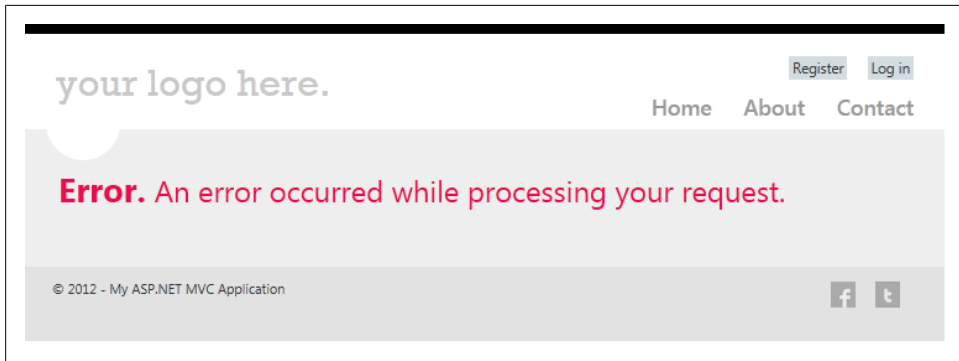 Register Log in
your logo here.
Home About Contact
Error. An error occurred while processing your request.
© 2012 - My ASP.NET MVC Application
f t